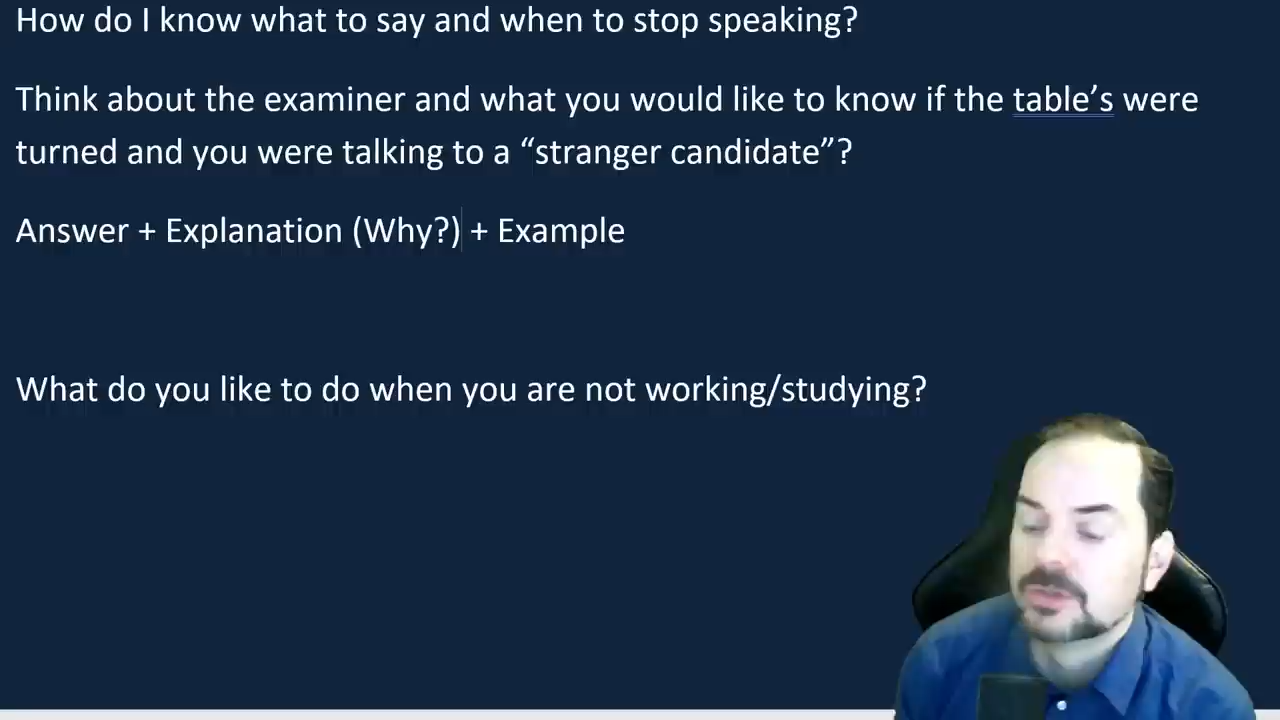 How do I know what to say and when to stop speaking?
Think about the examiner and what you would like to know if the table’s were
turned and you were talking to a “stranger candidate”?
Answer + Explanation (Why?) + Example
What do you like to do when you are not working/studying?